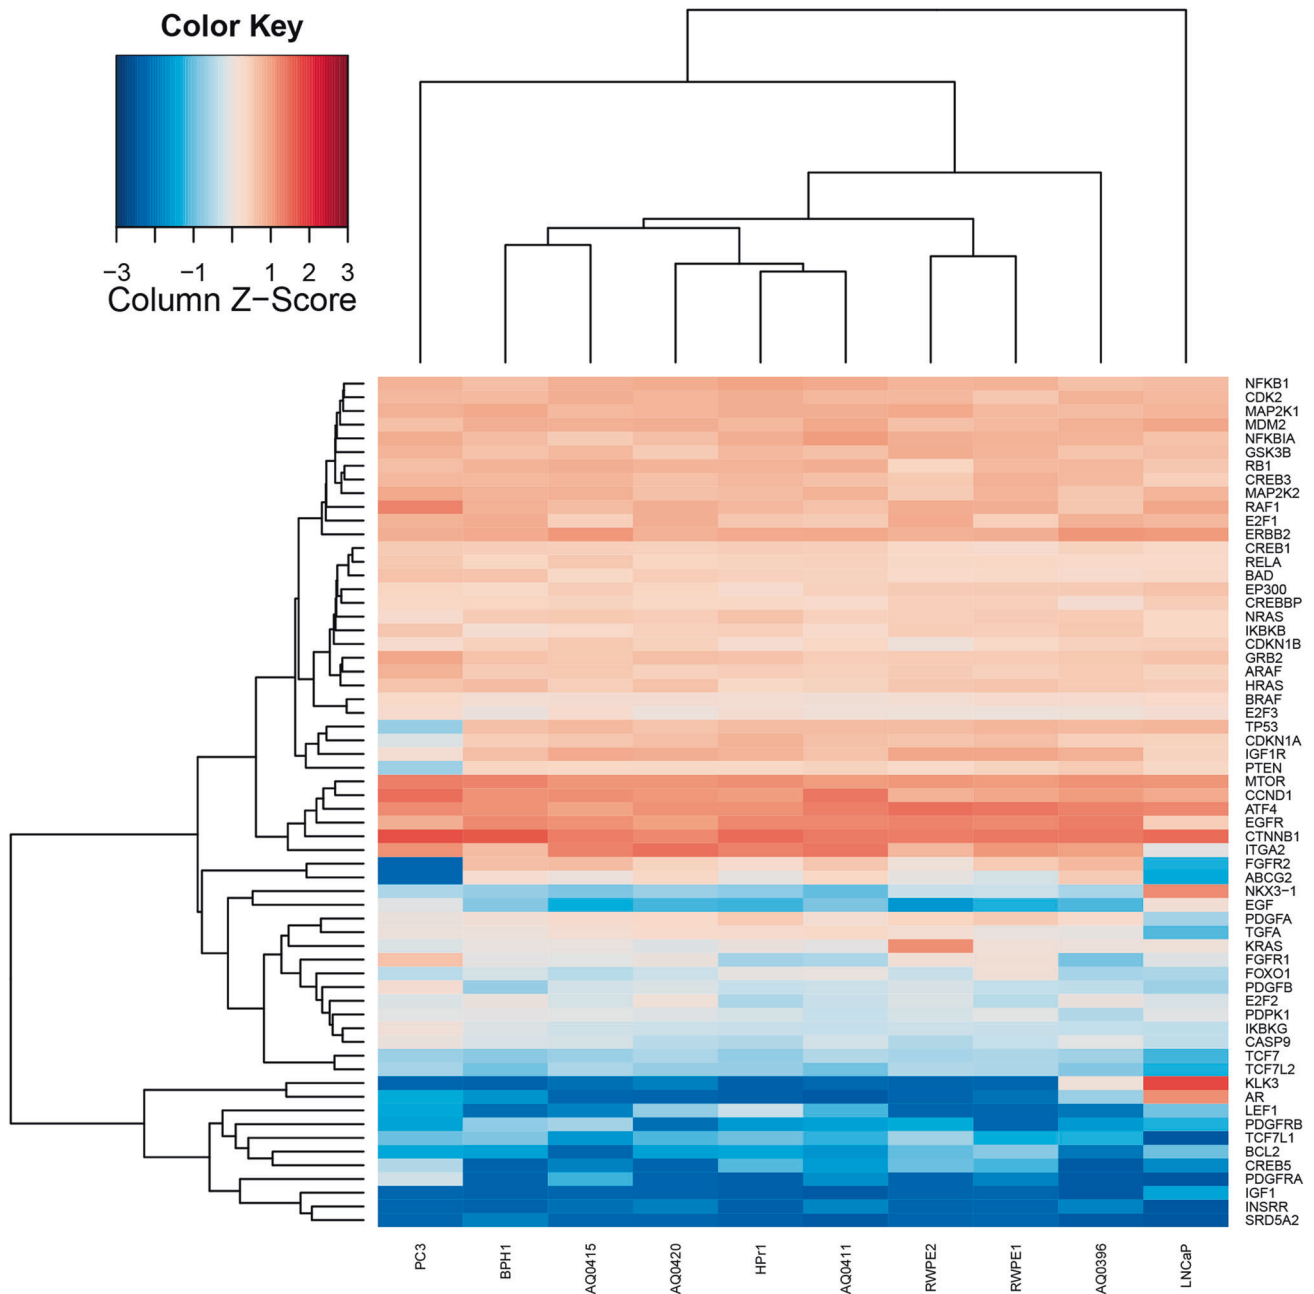 Color Key
−3 −1 1 2 3
Column Z−Score
NFKB1
CDK2
MAP2K1
MDM2
NFKBIA
GSK3B
RB1
CREB3
MAP2K2
RAF1
E2F1
ERBB2
CREB1
RELA
BAD
EP300
CREBBP
NRAS
IKBKB
CDKN1B
GRB2
ARAF
HRAS
BRAF
E2F3
TP53
CDKN1A
IGF1R
PTEN
MTOR
CCND1
ATF4
EGFR
CTNNB1
ITGA2
FGFR2
ABCG2
NKX3−1
EGF
PDGFA
TGFA
KRAS
FGFR1
FOXO1
PDGFB
E2F2
PDPK1
IKBKG
CASP9
TCF7
TCF7L2
KLK3
AR
LEF1
PDGFRB
TCF7L1
BCL2
CREB5
PDGFRA
IGF1
INSRR
SRD5A2
PC3
BPH1
AQ0415
AQ0420
HPr1
AQ0411
RWPE2
RWPE1
AQ0396
LNCaP